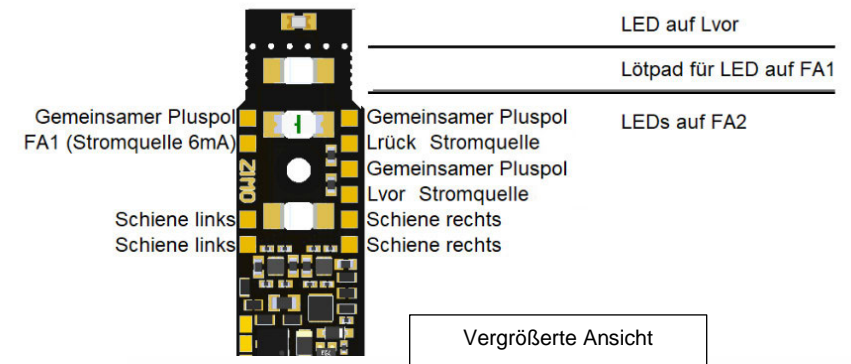 LED auf Lvor
Lötpad für LED auf FA1
Gemeinsamer Pluspol
Gemeinsamer Pluspol
LEDs auf FA2
FA1 (Stromquelle 6mA)
Lrück Stromquelle
ZIMO
Gemeinsamer Pluspol
Lvor Stromquelle
Schiene links
Schiene rechts
Schiene links
Schiene rechts
Vergrößerte Ansicht